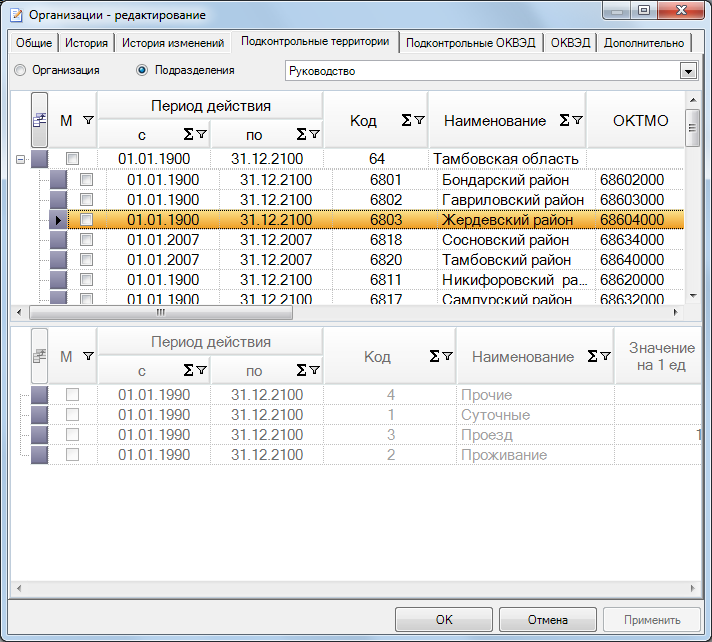 Организации - редактирование
Общие История История изменений Подконтрольные территории Подконтрольные ОКВЭД ОКВЭД Дополнительно
Организация Подразделения Руководство
М Период действия Код Σ Наименование Σ ОКТМО
с Σ по Σ
01.01.1900 31.12.2100 64 Тамбовская область
01.01.1900 31.12.2100 6801 Бондарский район 68602000
01.01.1900 31.12.2100 6802 Гавриловский район 68603000
01.01.1900 31.12.2100 6803 Жердевский район 68604000
01.01.2007 31.12.2007 6818 Сосновский район 68634000
01.01.2007 31.12.2007 6820 Тамбовский район 68640000
01.01.1900 31.12.2100 6811 Никифоровский ра... 68620000
01.01.1900 31.12.2100 6817 Сампурский район 68632000
М Период действия Код Σ Наименование Σ Значение на 1 ед
с Σ по Σ
01.01.1990 31.12.2100 4 Прочие
01.01.1990 31.12.2100 1 Суточные
01.01.1990 31.12.2100 3 Проезд 1
01.01.1990 31.12.2100 2 Проживание
OK Отмена Применить